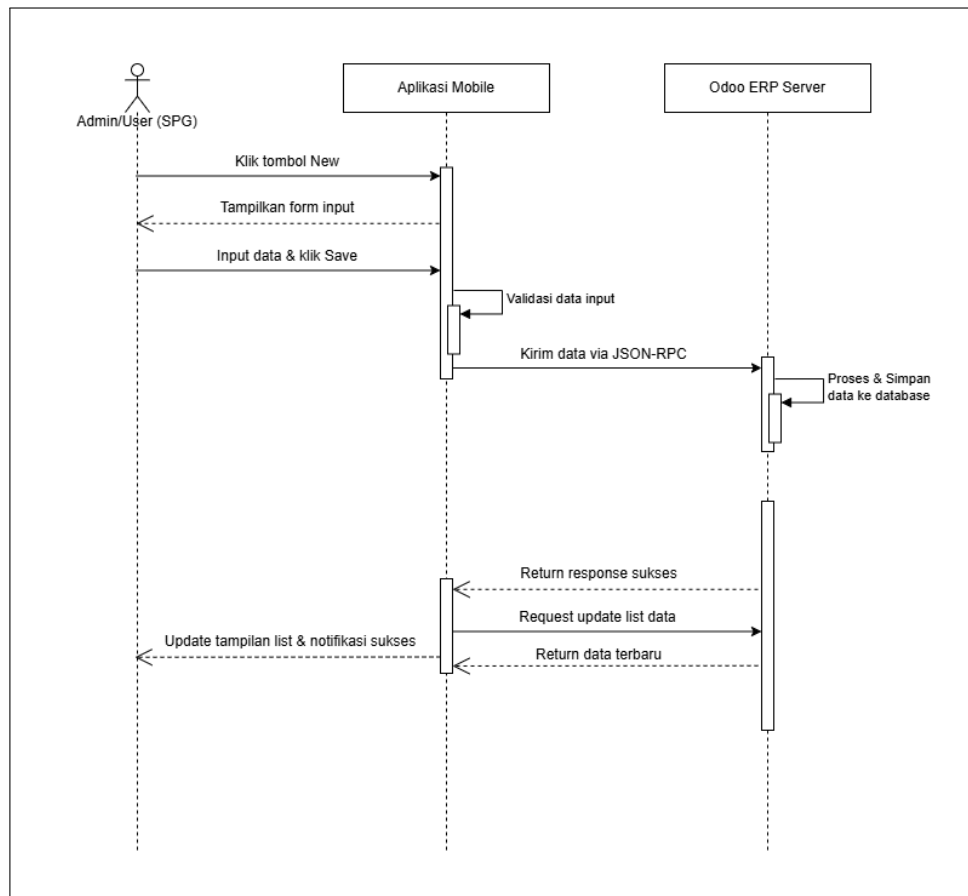 Admin/User (SPG)
Aplikasi Mobile
Odoo ERP Server
Klik tombol New
Tampilkan form input
Input data & klik Save
Validasi data input
Kirim data via JSON-RPC
Proses & Simpan
data ke database
Return response sukses
Request update list data
Update tampilan list & notifikasi sukses
Return data terbaru